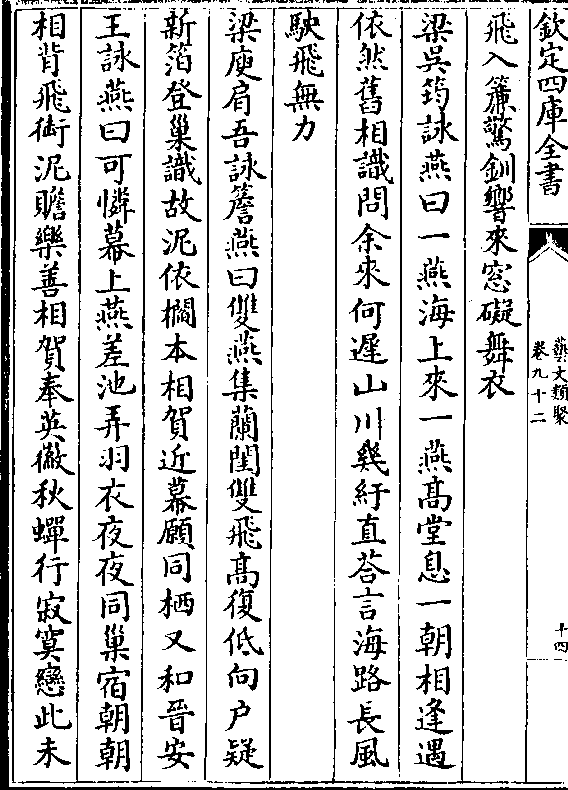 欽定四庫全書
藝文類聚
卷九十二
十四
飛入簾驚釧響來窓礙舞衣
梁吳筠詠燕曰一燕海上來一燕髙堂息一朝相逢遇
依然舊相識問余來何遲山川幾紆直荅言海路長風
駛飛無力
梁庾肩吾詠簷燕曰雙燕集蘭閨雙飛髙復低向户疑
新箔登巢識故泥依櫩本相賀近幕願同栖又和晉安
王詠燕曰可憐幕上燕差池弄羽衣夜夜同巢宿朝朝
相背飛銜泥瞻樂善相賀奉英徽秋蟬行寂寞戀此未